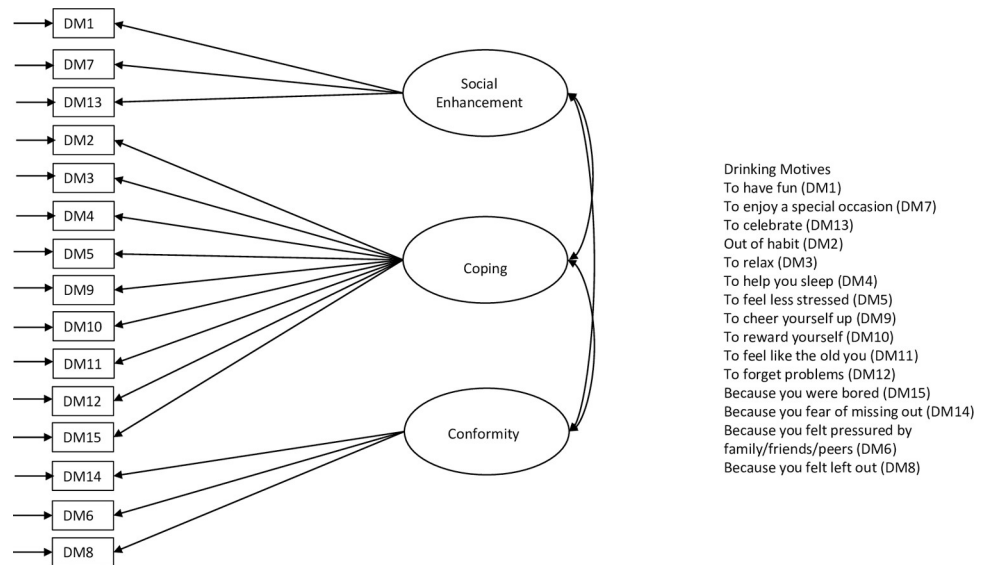 DM1
DM7
DM13
DM2
DM3
DM4
DM5
DM9
DM10
DM11
DM12
DM15
DM14
DM6
DM8
Social
Enhancement
Coping
Conformity
Drinking Motives
To have fun (DM1)
To enjoy a special occasion (DM7)
To celebrate (DM13)
Out of habit (DM2)
To relax (DM3)
To help you sleep (DM4)
To feel less stressed (DM5)
To cheer yourself up (DM9)
To reward yourself (DM10)
To feel like the old you (DM11)
To forget problems (DM12)
Because you were bored (DM15)
Because you fear of missing out (DM14)
Because you felt pressured by
family/friends/peers (DM6)
Because you felt left out (DM8)